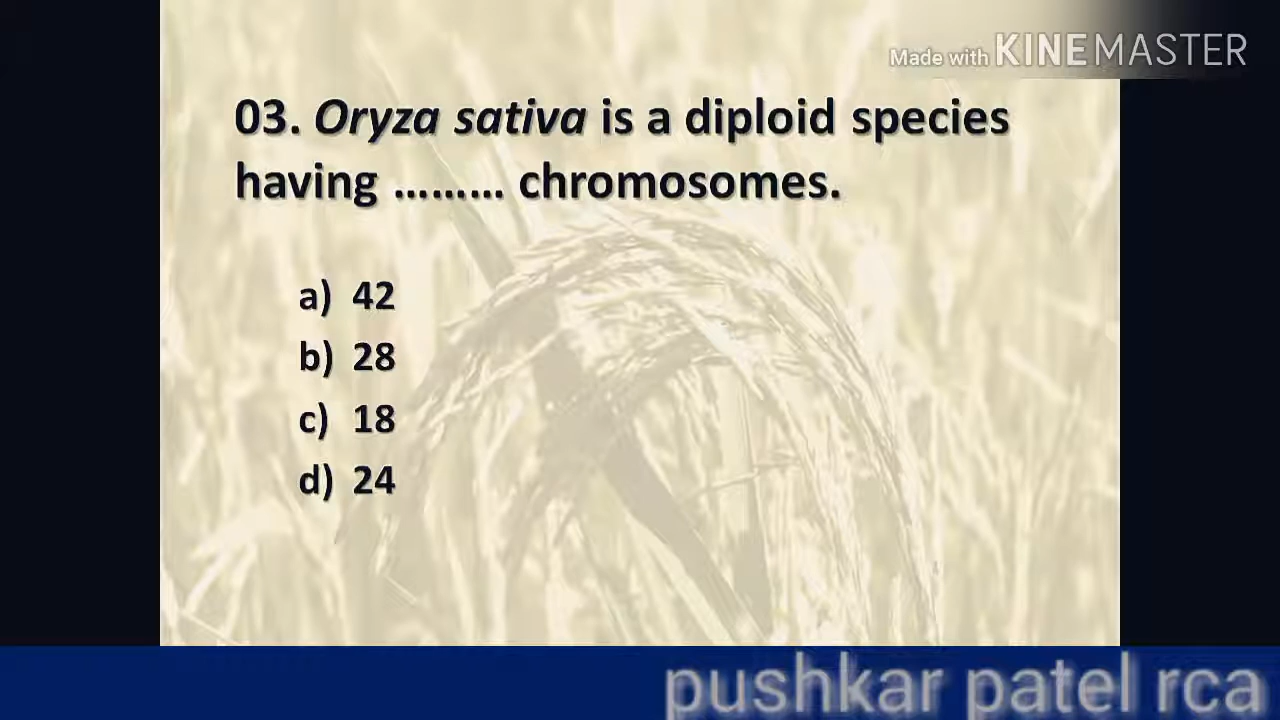 Made with KINEMASTER
03. Oryza sativa is a diploid species
having ……… chromosomes.
a) 42
b) 28
c) 18
d) 24
pushkar patel rca